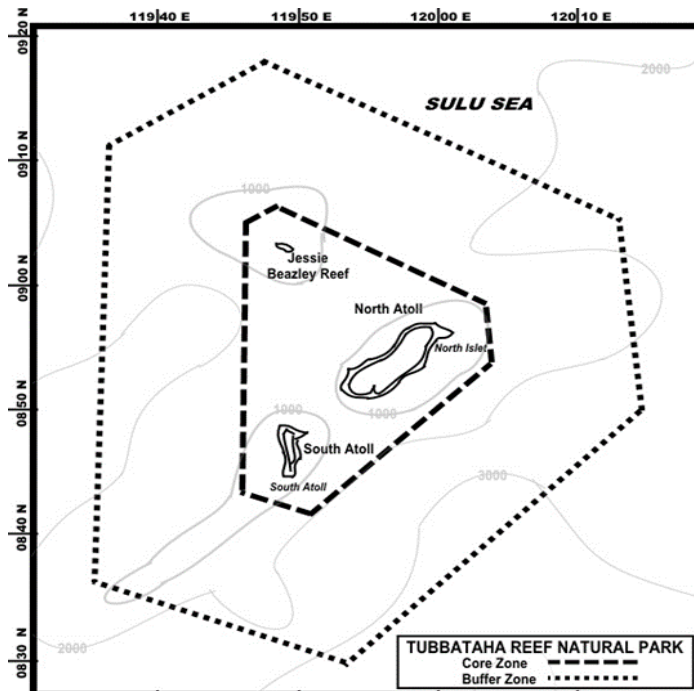 119 40 E
119 50 E
120 00 E
120 10 E
09 20 N
SULU SEA
2000
09 10 N
1000
Jessie
Beazley Reef
09 00 N
North Atoll
North Islet
08 50 N
1000
1000
South Atoll
South Atoll
3000
08 40 N
2000
08 30 N
TUBBATAHA REEF NATURAL PARK
Core Zone
Buffer Zone